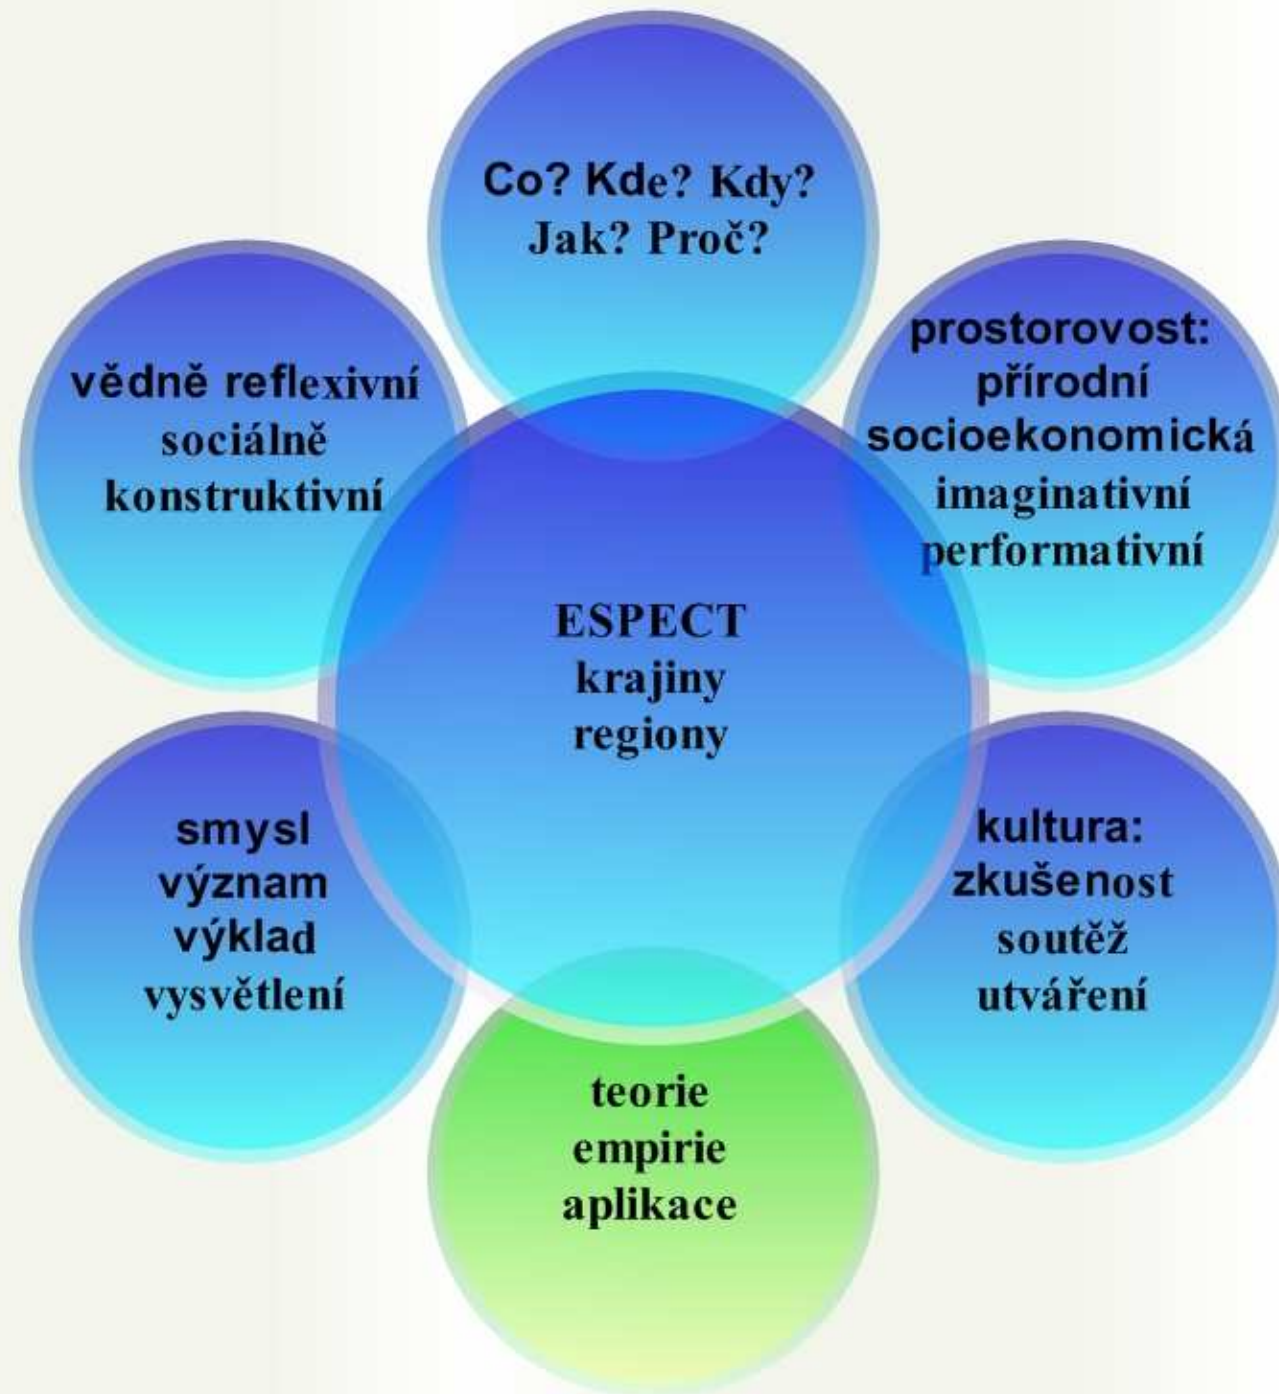 Co? Kde? Kdy?
Jak? Proč?
prostorovost:
přírodní
socioekonomická
imaginativní
performativní
kultura:
zkušenost
soutěž
utváření
teorie
empirie
aplikace
smysl
význam
výklad
vysvětlení
vědně reflexivní
sociálně
konstruktivní
ESPECT
krajiny
regiony